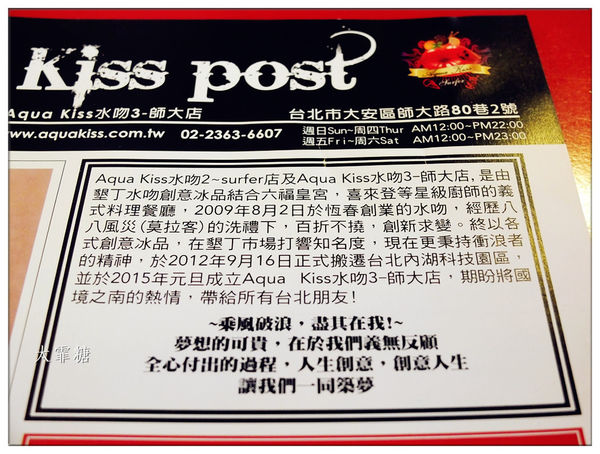 Kiss post
Aqua Kiss
Surfer
Aqua Kiss水吻3-師大店
台北市大安區師大路80巷2號
www.aquakiss.com.tw
02-2363-6607
週日Sun~周四Thur AM12:00~PM22:00
週五Fri~周六Sat AM12:00~PM23:00
Aqua Kiss水吻2~surfer店及Aqua Kiss水吻3-師大店, 是由
墾丁水吻創意冰品結合六福皇宮，喜來登等星級廚師的義
式料理餐廳，2009年8月2日於恆春創業的水吻，經歷八
八風災(莫拉客)的洗禮下，百折不撓，創新求變。終以各
式創意冰品，在墾丁市場打響知名度，現在更秉持衝浪者
的精神，於2012年9月16日正式搬遷台北內湖科技園區，
並於2015年元旦成立Aqua Kiss水吻3-師大店，期盼將國
境之南的熱情，帶給所有台北朋友!
~乘風破浪，盡其在我!~
夢想的可貴，在於我們義無反顧
全心付出的過程，人生創意，創意人生
讓我們一同築夢
大霏糖